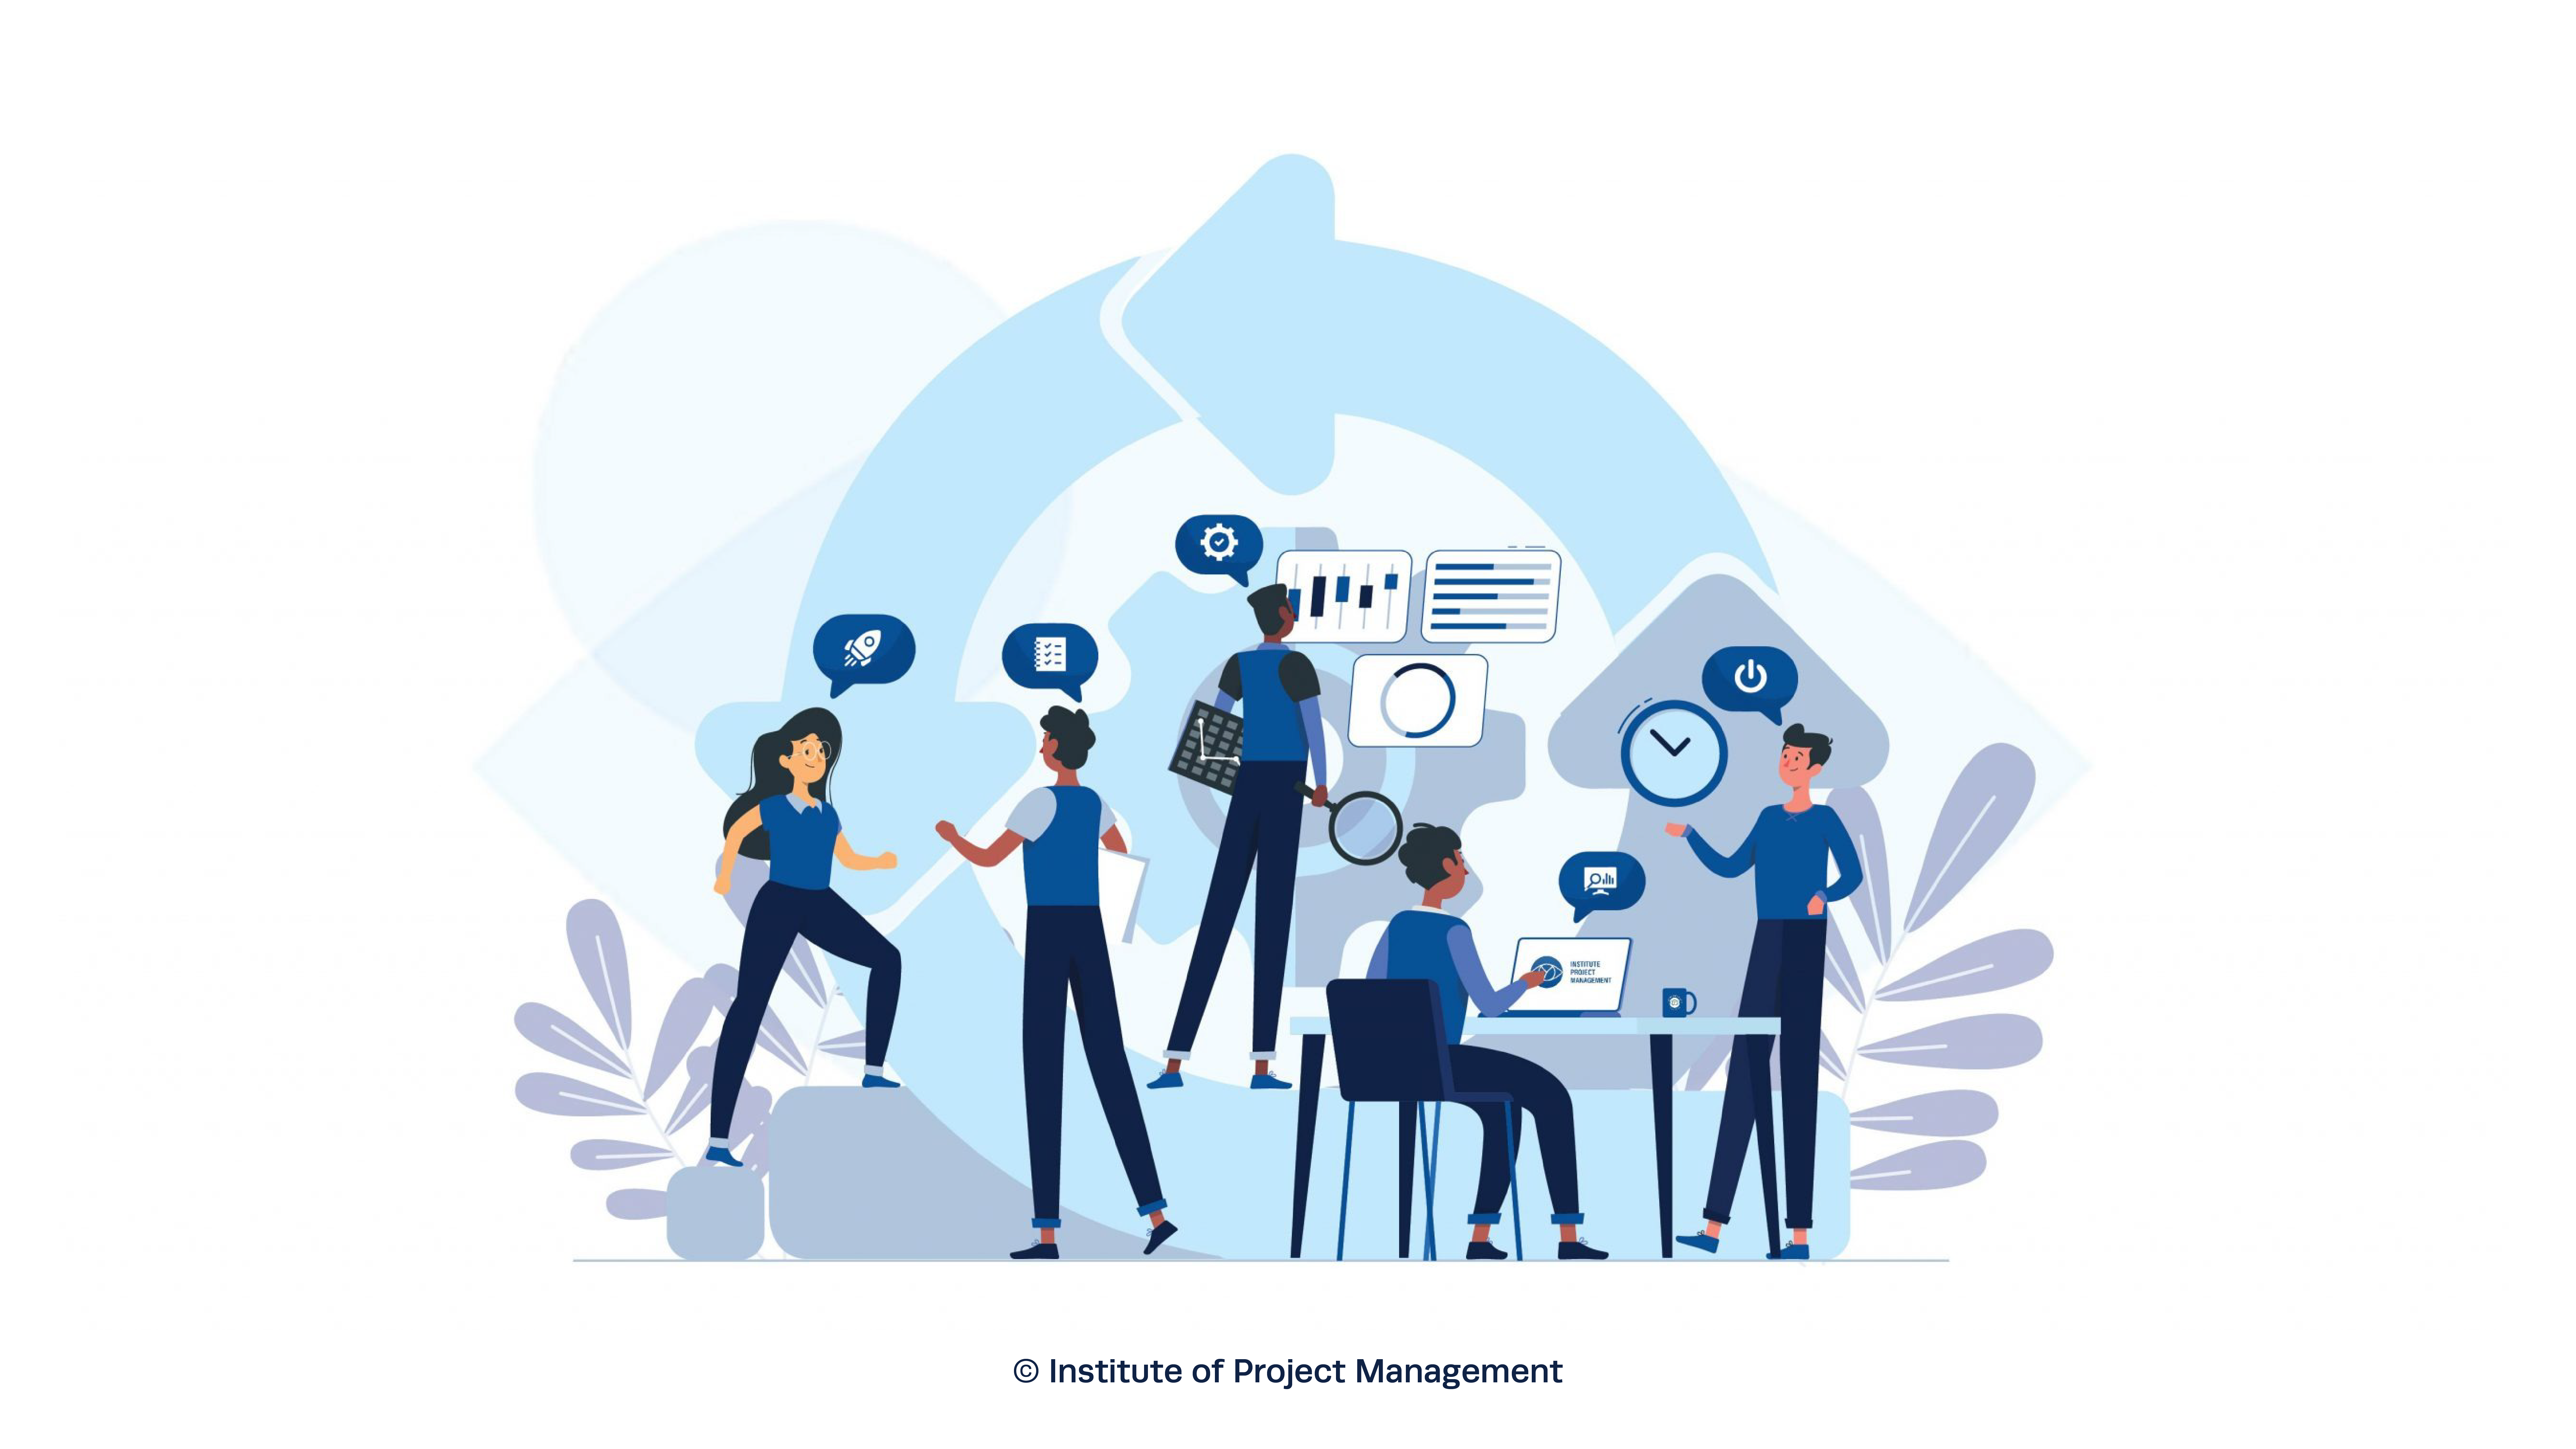 INSTITUTE
PROJECT
MANAGEMENT
© Institute of Project Management